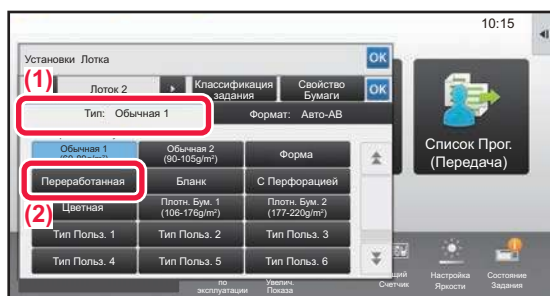 10:15
Установки Лотка
OK
(1)
Лоток 2
Классификация
задания
Свойство
Бумаги
OK
Тип: Обычная 1
Формат: Авто-AB
Обычная 1
Обычная 2
(90-105g/m²)
Форма
Переработанная
Бланк
С Перфорацией
(2)
Цветная
Плотн. Бум. 1
(106-176g/m²)
Плотн. Бум. 2
(177-220g/m²)
Тип Польз. 1
Тип Польз. 2
Тип Польз. 3
Тип Польз. 4
Тип Польз. 5
Тип Польз. 6
Список Прог.
(Передача)
по
эксплуатации
Увелич.
Показа
Счетчик
Настройка
Яркости
Состояние
Задания